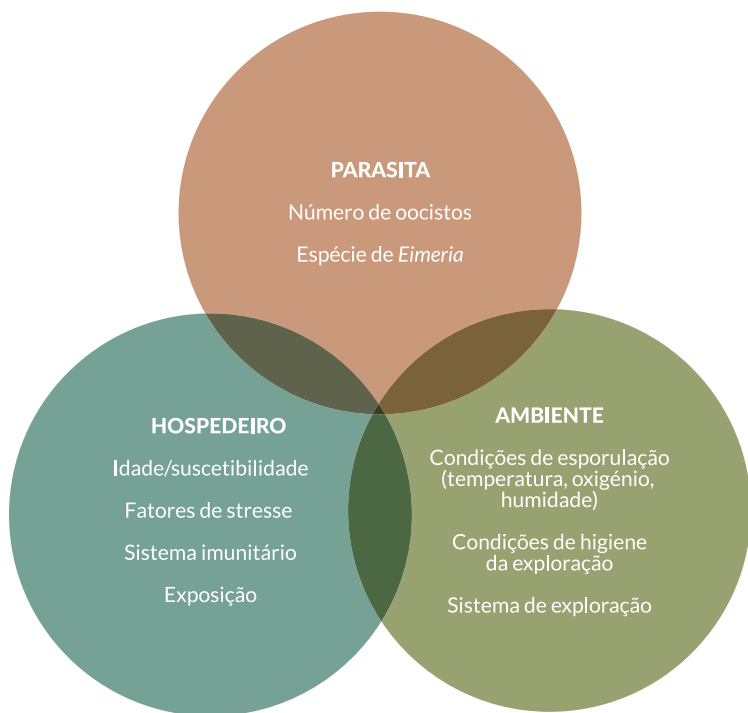 PARASITA
Número de oocistos
Espécie de Eimeria
HOSPEDEIRO
Idade/suscetibilidade
Fatores de stresse
Sistema imunitário
Exposição
AMBIENTE
Condições de esporulação
(temperatura, oxigénio,
humidade)
Condições de higiene
da exploração
Sistema de exploração